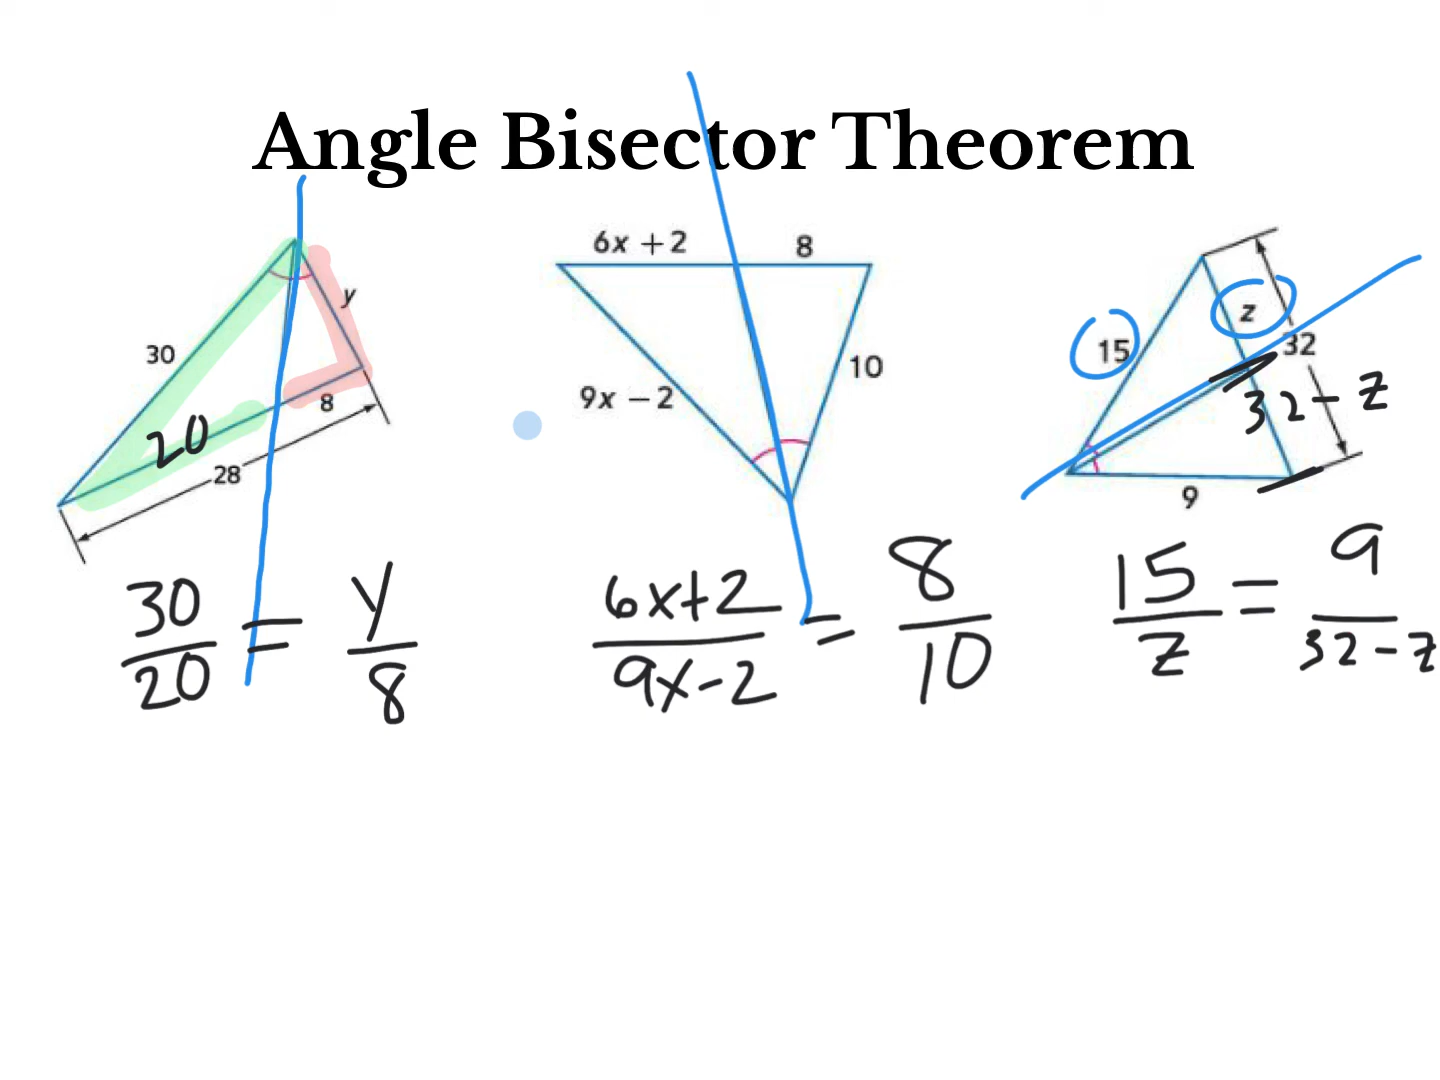 Angle Bisector Theorem
30
y
20
8
28
6x + 2
8
9x − 2
10
15
z
32
32 - z
9
30/20 = y/8
6x+2/9x-2 = 8/10
15/z = 9/32-z